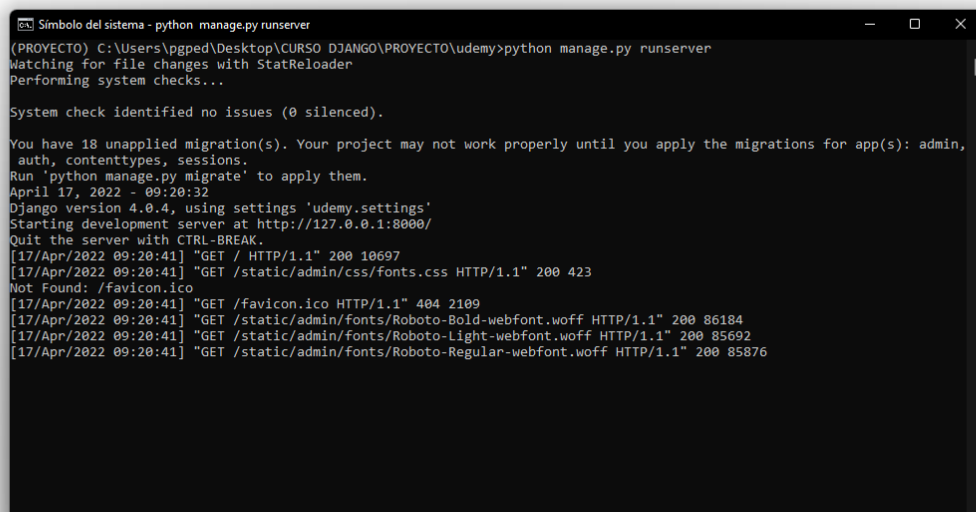 Símbolo del sistema - python manage.py runserver
(PROYECTO) C:\Users\pgped\Desktop\CURSO DJANGO\PROYECTO\udemy>python manage.py runserver
Watching for file changes with StatReloader
Performing system checks...
System check identified no issues (0 silenced).
You have 18 unapplied migration(s). Your project may not work properly until you apply the migrations for app(s): admin,
auth, contenttypes, sessions.
Run 'python manage.py migrate' to apply them.
April 17, 2022 - 09:20:32
Django version 4.0.4, using settings 'udemy.settings'
Starting development server at http://127.0.0.1:8000/
Quit the server with CTRL-BREAK.
[17/Apr/2022 09:20:41] "GET / HTTP/1.1" 200 10697
[17/Apr/2022 09:20:41] "GET /static/admin/css/fonts.css HTTP/1.1" 200 423
Not Found: /favicon.ico
[17/Apr/2022 09:20:41] "GET /favicon.ico HTTP/1.1" 404 2109
[17/Apr/2022 09:20:41] "GET /static/admin/fonts/Roboto-Bold-webfont.woff HTTP/1.1" 200 86184
[17/Apr/2022 09:20:41] "GET /static/admin/fonts/Roboto-Light-webfont.woff HTTP/1.1" 200 85692
[17/Apr/2022 09:20:41] "GET /static/admin/fonts/Roboto-Regular-webfont.woff HTTP/1.1" 200 85876